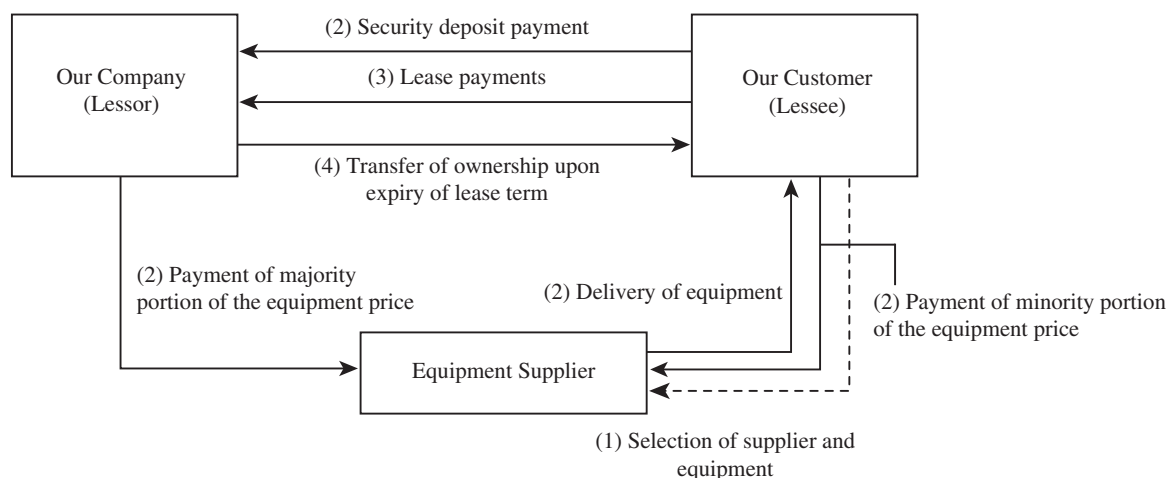 (2) Security deposit payment
Our Company
(Lessor)
Our Customer
(Lessee)
(3) Lease payments
(4) Transfer of ownership upon
expiry of lease term
(2) Payment of majority
portion of the equipment price
(2) Delivery of equipment
(2) Payment of minority portion
of the equipment price
Equipment Supplier
(1) Selection of supplier and
equipment